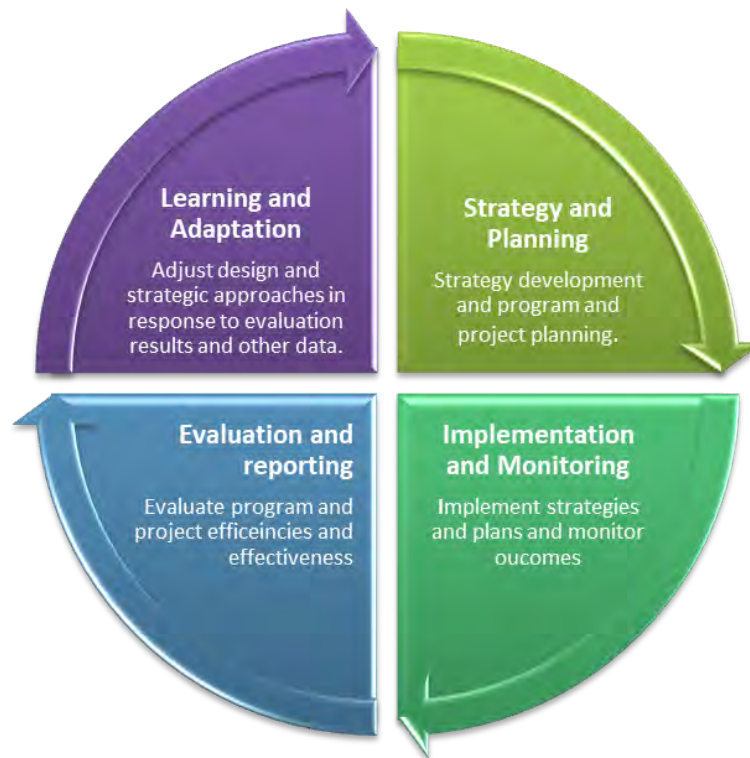 Learning and
Adaptation
Adjust design and
strategic approaches in
response to evaluation
results and other data.
Strategy and
Planning
Strategy development
and program and
project planning.
Evaluation and
reporting
Evaluate program and
project efficeincies and
effectiveness
Implementation
and Monitoring
Implement strategies
and plans and monitor
oucomes